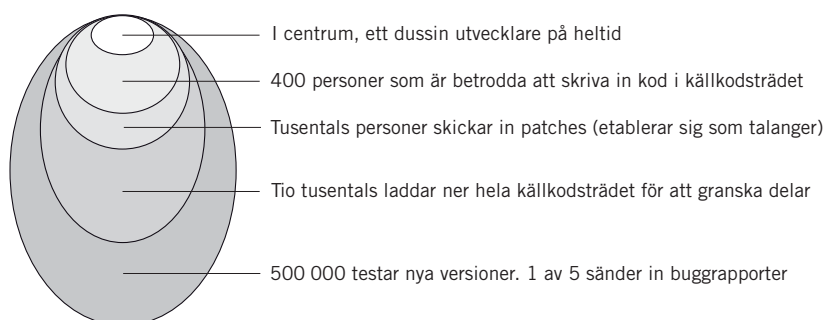 I centrum, ett dussin utvecklare på heltid
400 personer som är betrodda att skriva in kod i källkodsträdet
Tusentals personer skickar in patches (etablerar sig som talanger)
Tio tusentals laddar ner hela källkodsträdet för att granska delar
500 000 testar nya versioner. 1 av 5 sänder in buggrapporter